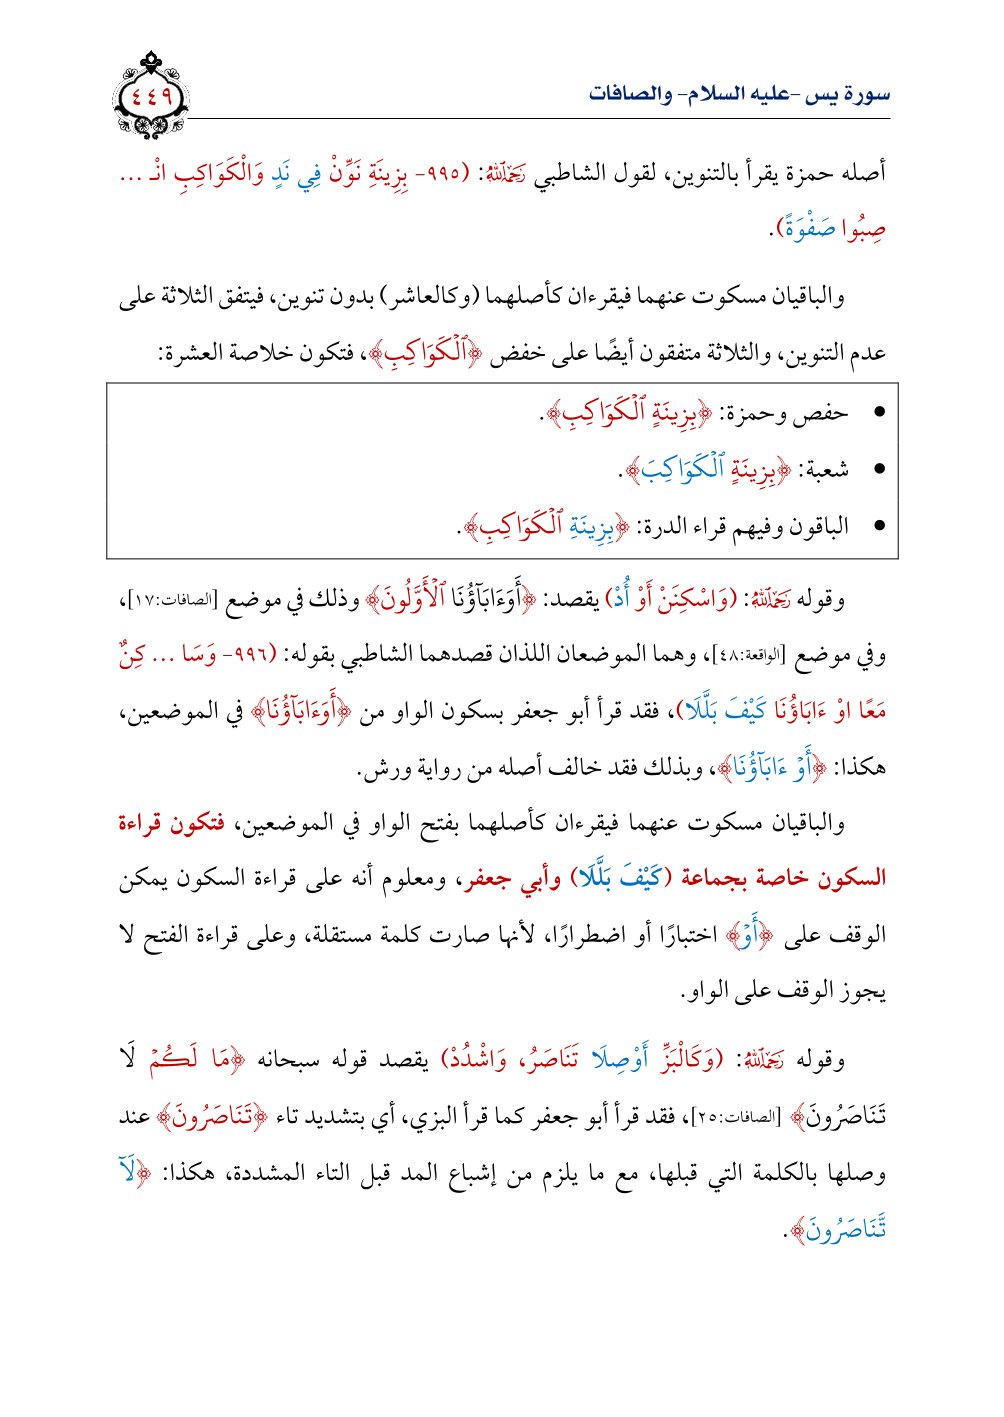 سورة يس -عليه السلام- والصافات
٤٤٩
أصله حمزة يقرأ بالتنوين، لقول الشاطبي رَحِمَهُ ٱللَّهُ: (٩٩٥- بِزِينَةِ نَوِّنْ فِي نَدٍ وَالْكَوَاكِبِ انْـ ...
صِبُوا صَفْوَةً).
والباقيان مسكوت عنهما فيقرءان كأصلهما (وكالعاشر) بدون تنوين، فيتفق الثلاثة على
عدم التنوين، والثلاثة متفقون أيضًا على خفض ﴿ٱلْكَوَاكِبِ﴾، فتكون خلاصة العشرة:
• حفص وحمزة: ﴿بِزِينَةٍ ٱلْكَوَاكِبِ﴾.
• شعبة: ﴿بِزِينَةٍ ٱلْكَوَاكِبَ﴾.
• الباقون وفيهم قراء الدرة: ﴿بِزِينَةِ ٱلْكَوَاكِبِ﴾.
وقوله رَحِمَهُ ٱللَّهُ: (وَاسْكِنَنْ أَوْ أُدْ) يقصد: ﴿أَوَءَابَآؤُنَا ٱلْأَوَّلُونَ﴾ وذلك في موضع [الصافات:١٧]،
وفي موضع [الواقعة:٤٨]، وهما الموضعان اللذان قصدهما الشاطبي بقوله: (٩٩٦- وَسَا ... كِنٌ
مَعًا اوْ ءَابَاؤُنَا كَيْفَ بَلَّلَا)، فقد قرأ أبو جعفر بسكون الواو من ﴿أَوَءَابَآؤُنَا﴾ في الموضعين،
هكذا: ﴿أَوْ ءَابَآؤُنَا﴾، وبذلك فقد خالف أصله من رواية ورش.
والباقيان مسكوت عنهما فيقرءان كأصلهما بفتح الواو في الموضعين، فتكون قراءة
السكون خاصة بجماعة (كَيْفَ بَلَّلَا) وأبي جعفر، ومعلوم أنه على قراءة السكون يمكن
الوقف على ﴿أَوْ﴾ اختبارًا أو اضطرارًا، لأنها صارت كلمة مستقلة، وعلى قراءة الفتح لا
يجوز الوقف على الواو.
وقوله رَحِمَهُ ٱللَّهُ: (وَكَالْبَزِّ أَوْصِلَا تَنَاصَرُ، وَاشْدُدْ) يقصد قوله سبحانه ﴿مَا لَكُمْ لَا
تَنَاصَرُونَ﴾ [الصافات:٢٥]، فقد قرأ أبو جعفر كما قرأ البزي، أي بتشديد تاء ﴿تَنَاصَرُونَ﴾ عند
وصلها بالكلمة التي قبلها، مع ما يلزم من إشباع المد قبل التاء المشددة، هكذا: ﴿لَآ
تَّنَاصَرُونَ﴾.